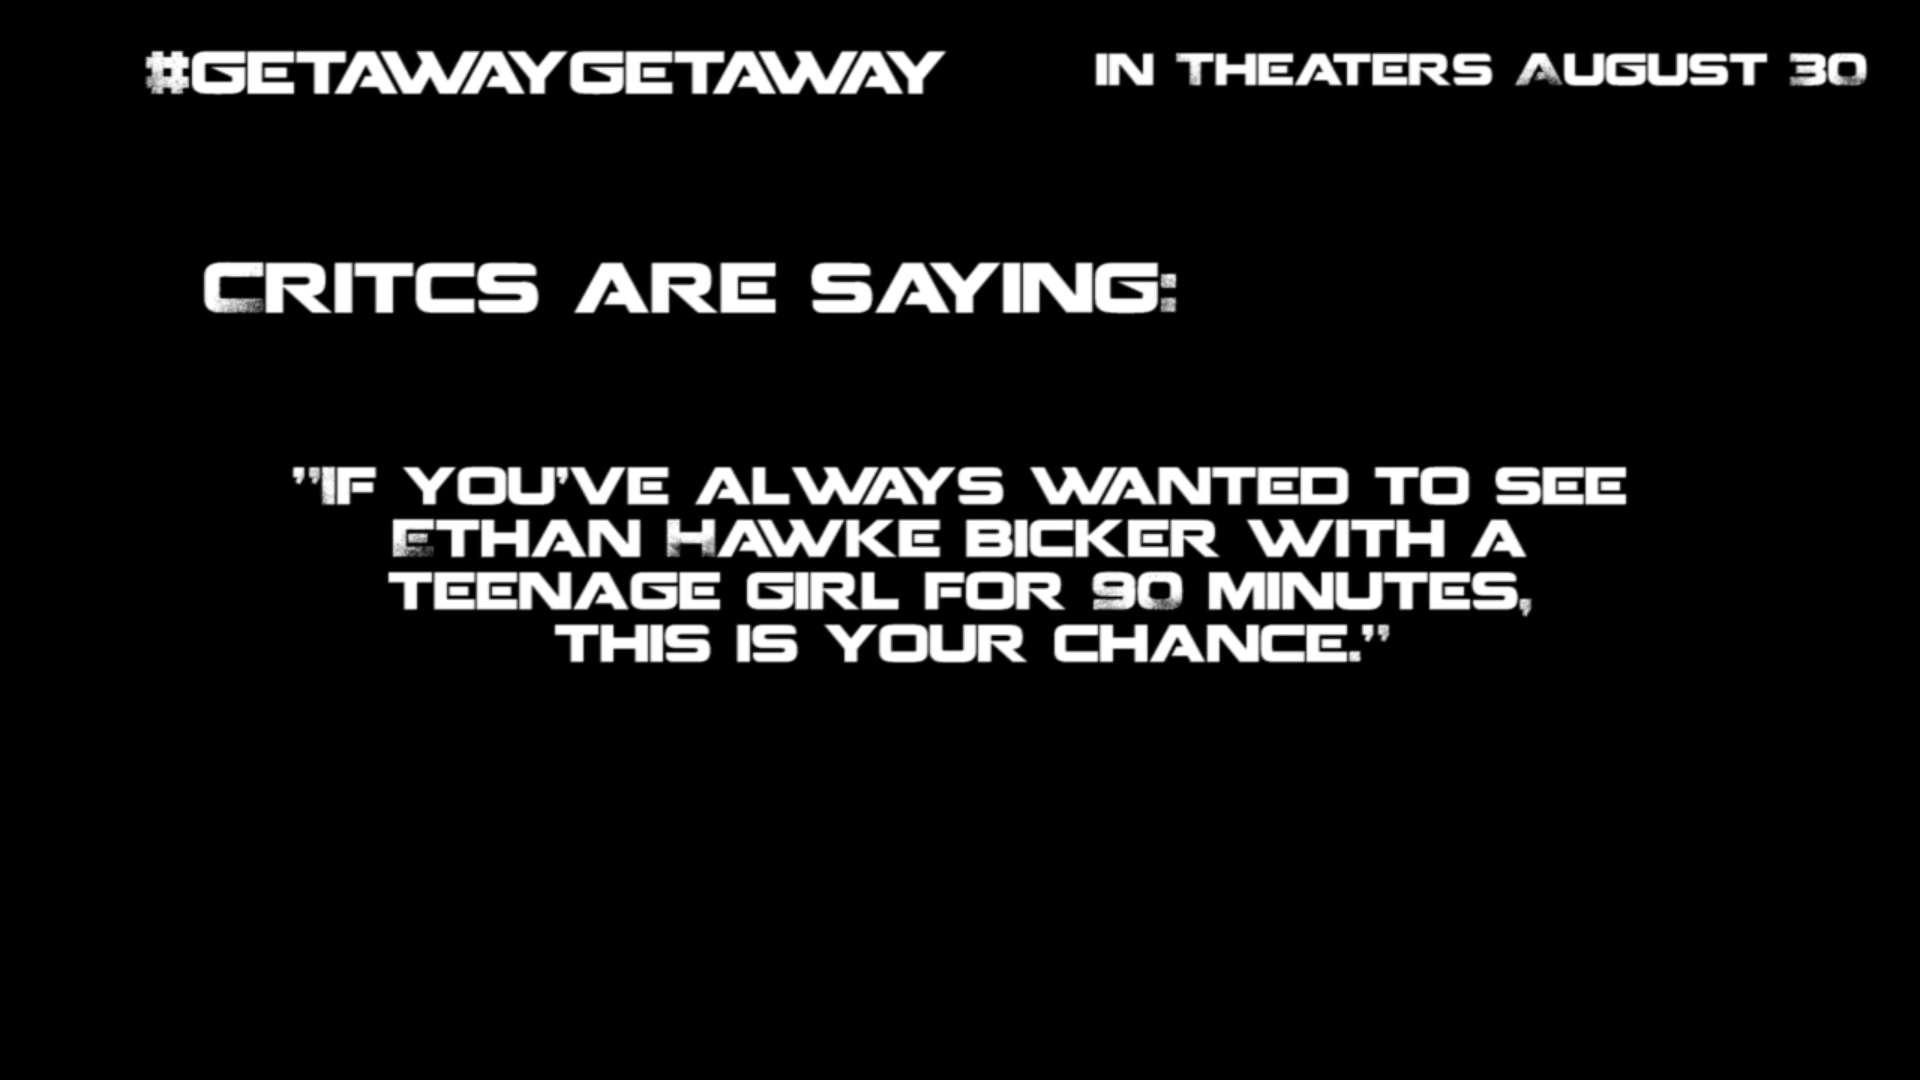 #GETAWAYGETAWAY IN THEATERS AUGUST 30
CRITCS ARE SAYING:
"IF YOU'VE ALWAYS WANTED TO SEE
ETHAN HAWKE BICKER WITH A
TEENAGE GIRL FOR 90 MINUTES,
THIS IS YOUR CHANCE."